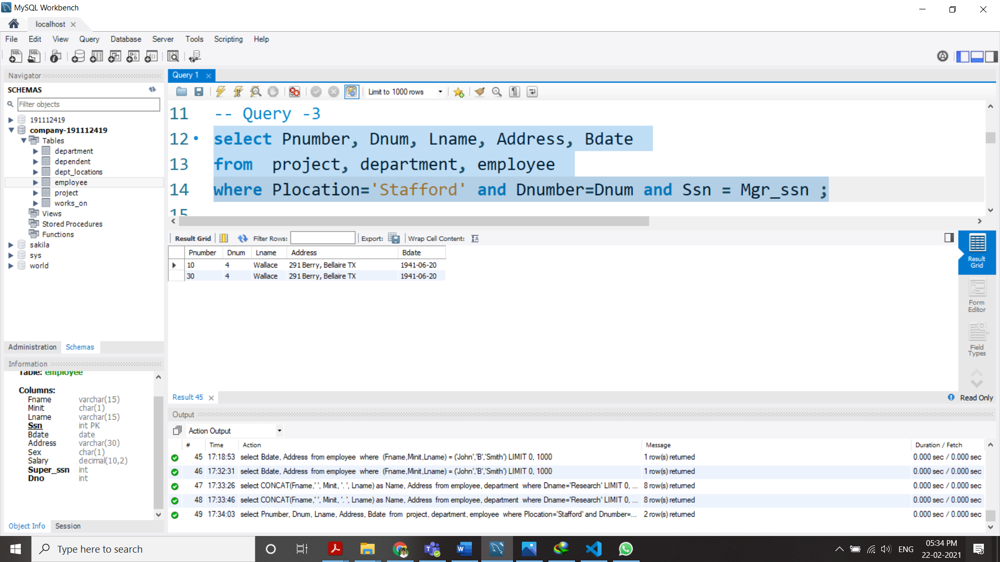 MySQL Workbench
localhost
File Edit View Query Database Server Tools Scripting Help
Navigator
SCHEMAS
Filter objects
191112419
company-191112419
Tables
department
dependent
dept_locations
employee
project
works_on
Views
Stored Procedures
Functions
sakila
sys
world
Administration Schemas
Information
Table: employee
Columns:
Fname varchar(15)
Minit char(1)
Lname varchar(15)
Ssn int PK
Bdate date
Address varchar(30)
Sex char(1)
Salary decimal(10,2)
Super_ssn int
Dno int
Object Info Session
Query 1
Limit to 1000 rows
11 -- Query -3
12 select Pnumber, Dnum, Lname, Address, Bdate
13 from project, department, employee
14 where Plocation='Stafford' and Dnumber=Dnum and Ssn = Mgr_ssn ;
15
Result Grid Filter Rows: Export: Wrap Cell Content:
Pnumber Dnum Lname Address Bdate
10 4 Wallace 291 Berry, Bellaire TX 1941-06-20
30 4 Wallace 291 Berry, Bellaire TX 1941-06-20
Result
Grid
Form
Editor
Field
Types
Result 45
Read Only
Output
Action Output
# Time Action Message Duration / Fetch
45 17:18:53 select Bdate, Address from employee where (Fname,Minit,Lname) = ('John','B','Smith') LIMIT 0, 1000 1 row(s) returned 0.000 sec / 0.000 sec
46 17:32:31 select Bdate, Address from employee where (Fname,Minit,Lname) = ('John','B','Smith') LIMIT 0, 1000 1 row(s) returned 0.000 sec / 0.000 sec
47 17:33:26 select CONCAT(Fname,' ', Minit, '. ', Lname) as Name, Address from employee, department where Dname='Research' LIMIT 0, ... 8 row(s) returned 0.000 sec / 0.000 sec
48 17:33:46 select CONCAT(Fname,' ', Minit, '. ', Lname) as Name, Address from employee, department where Dname='Research' LIMIT 0, ... 8 row(s) returned 0.000 sec / 0.000 sec
49 17:34:03 select Pnumber, Dnum, Lname, Address, Bdate from project, department, employee where Plocation='Stafford' and Dnumber=... 2 row(s) returned 0.000 sec / 0.000 sec
Type here to search
ENG
05:34 PM
22-02-2021